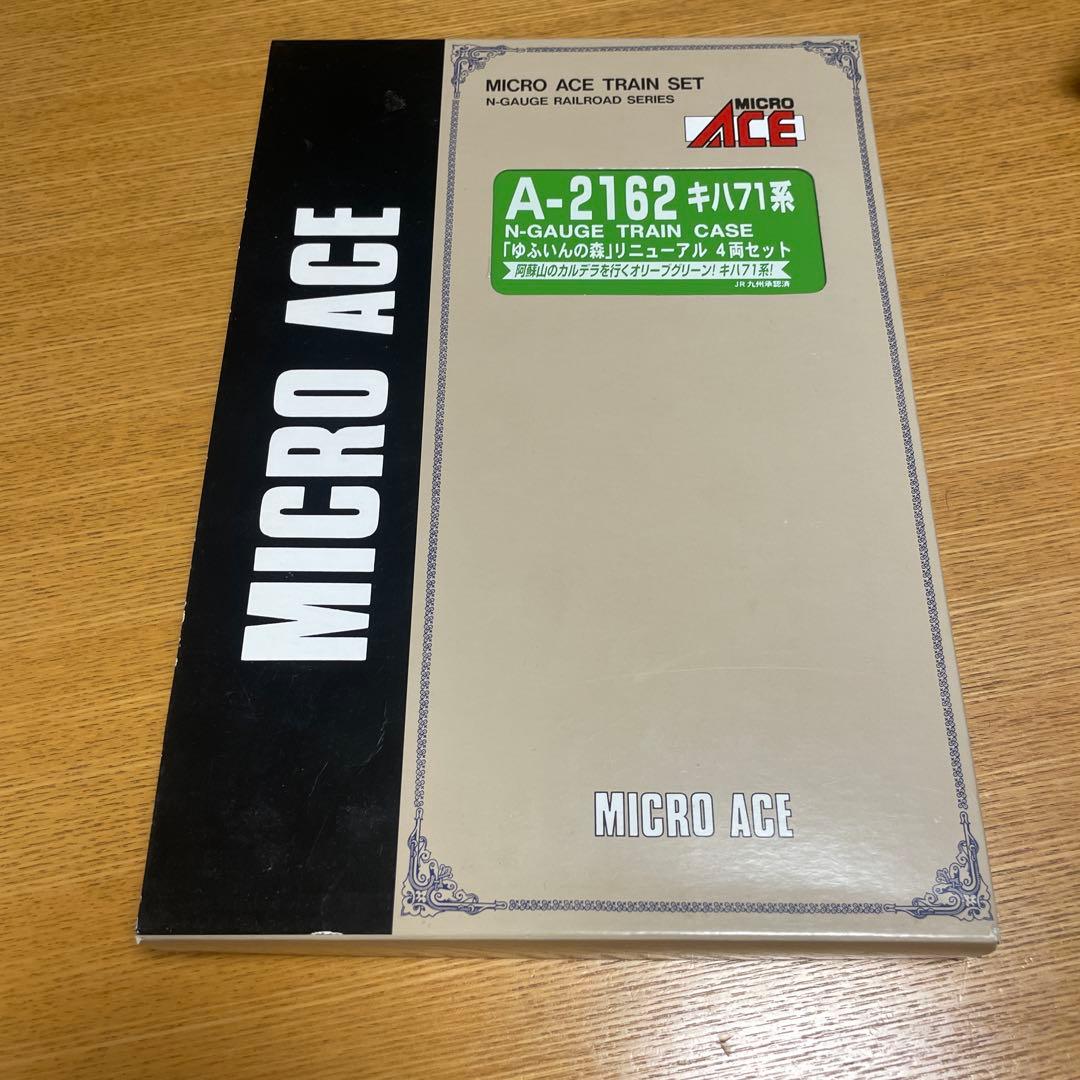 MICRO ACE
MICRO ACE TRAIN SET
N-GAUGE RAILROAD SERIES
MICRO
ACE
A-2162 キハ71系
N-GAUGE TRAIN CASE
「ゆふいんの森」リニューアル 4両セット
阿蘇山のカルデラを行くオリーブグリーン!キハ71系!
JR九州承認済
MICRO ACE